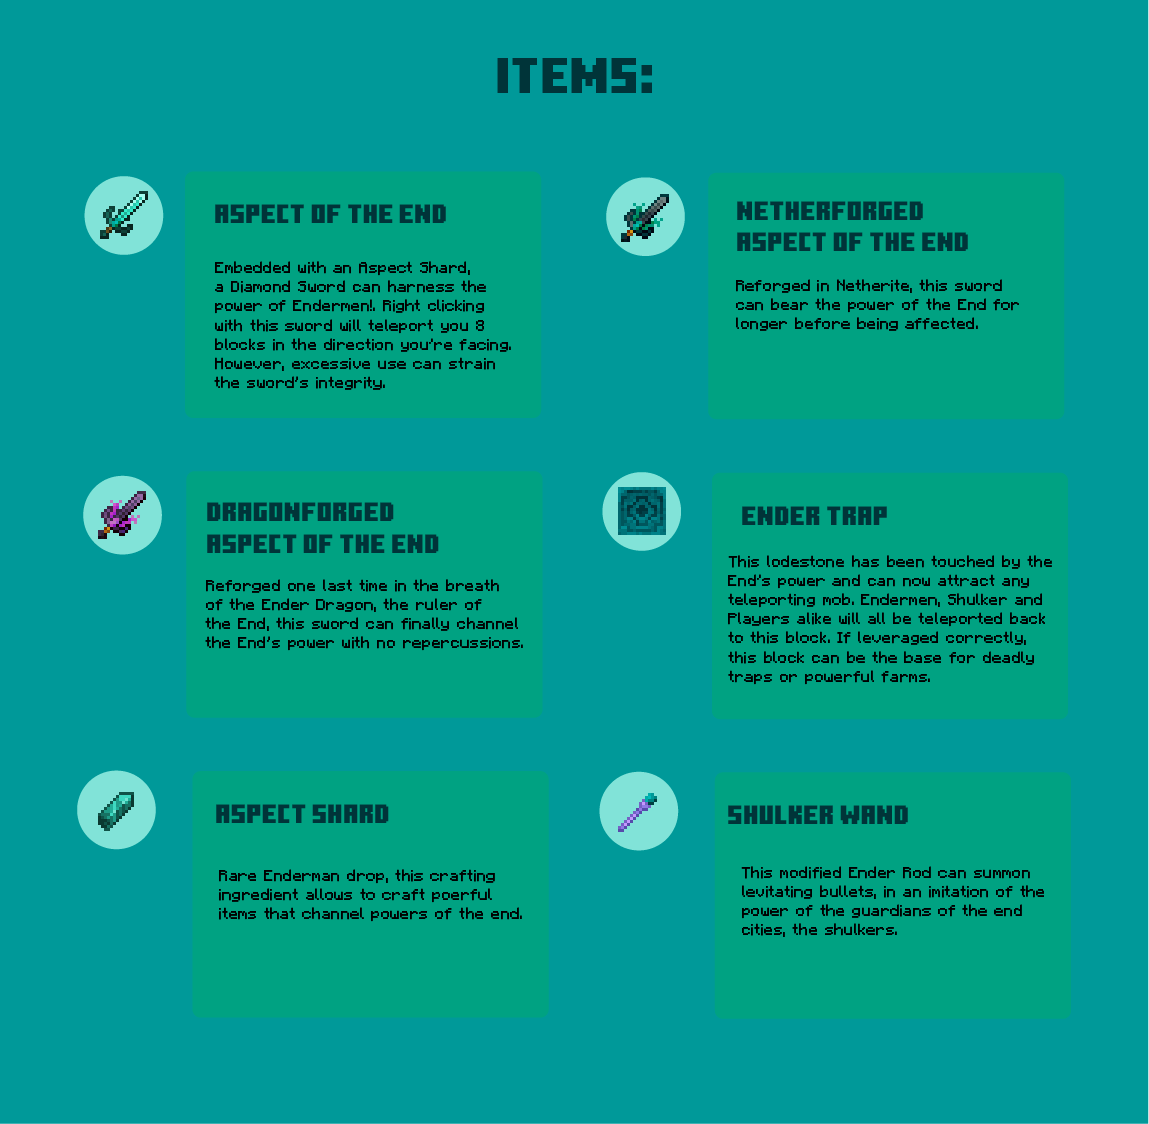 ITEMS:
ASPECT OF THE END
Embedded with an Aspect Shard,
a Diamond Sword can harness the
power of Endermen!. Right clicking
with this sword will teleport you 8
blocks in the direction you're facing.
However, excessive use can strain
the sword's integrity.
NETHERFORGED
ASPECT OF THE END
Reforged in Netherite, this sword
can bear the power of the End for
longer before being affected.
DRAGONFORGED
ASPECT OF THE END
Reforged one last time in the breath
of the Ender Dragon, the ruler of
the End, this sword can finally channel
the End's power with no repercussions.
ENDER TRAP
This lodestone has been touched by the
End's power and can now attract any
teleporting mob. Endermen, Shulker and
Players alike will all be teleported back
to this block. If leveraged correctly,
this block can be the base for deadly
traps or powerful farms.
ASPECT SHARD
Rare Enderman drop, this crafting
ingredient allows to craft poerful
items that channel powers of the end.
SHULKER WAND
This modified Ender Rod can summon
levitating bullets, in an imitation of the
power of the guardians of the end
cities, the shulkers.